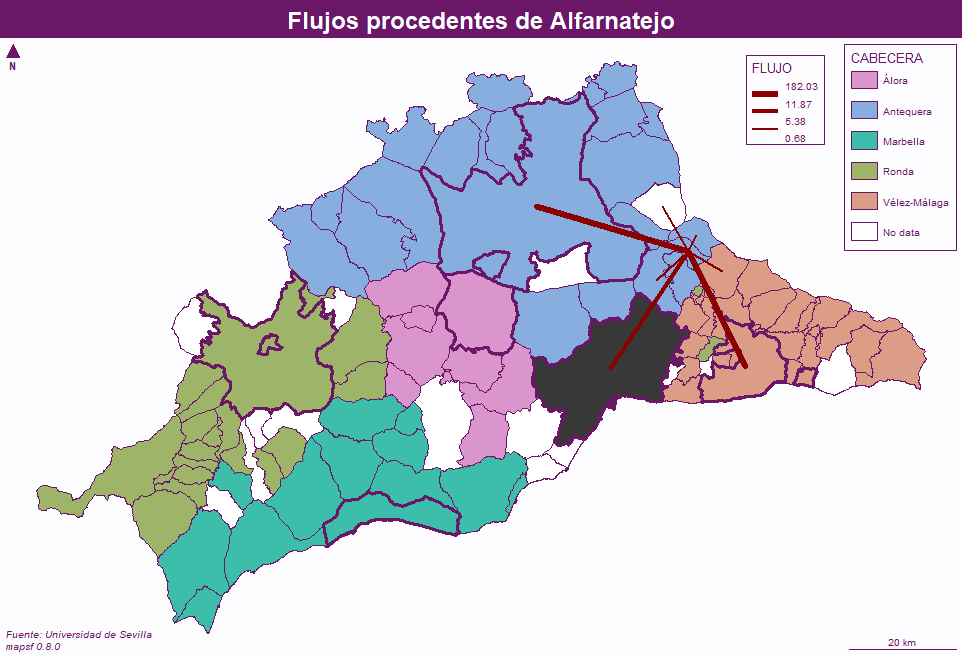 Flujos procedentes de Alfarnatejo
N
FLUJO
182.03
11.87
5.38
0.68
CABECERA
Álora
Antequera
Marbella
Ronda
Vélez-Málaga
No data
Fuente: Universidad de Sevilla
mapsf 0.8.0
20 km